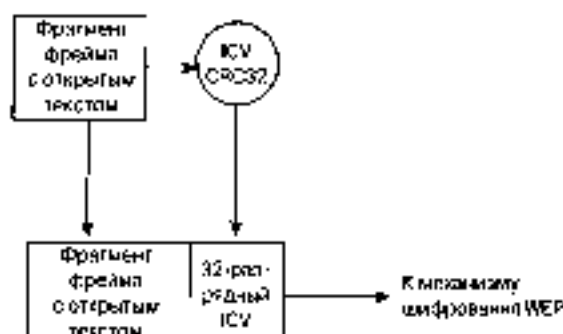 Фрагмент
фрейма
с открытым
текстом
ICV
CRC32
Фрагмент
фрейма
с открытым
текстом
32-раз-
рядный
ICV
К механизму
шифрования WEP